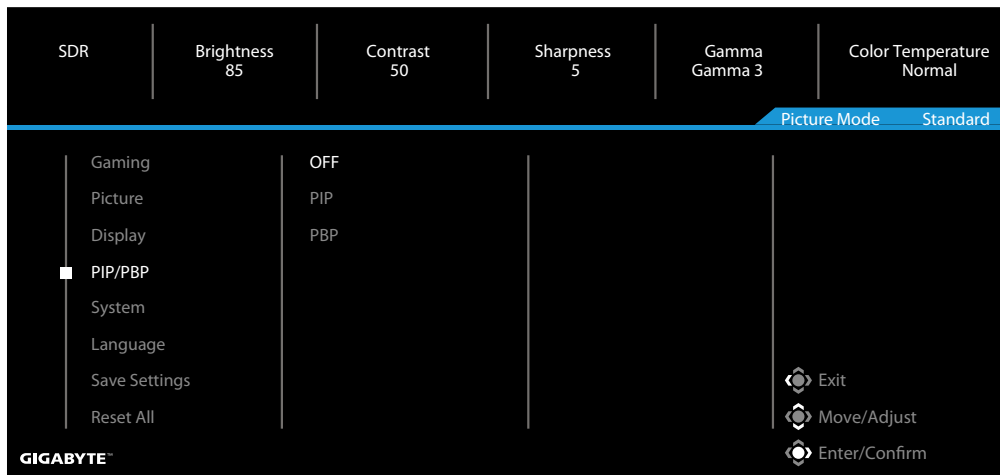 SDR
Brightness
85
Contrast
50
Sharpness
5
Gamma
Gamma 3
Color Temperature
Normal
Picture Mode Standard
Gaming
Picture
Display
PIP/PBP
System
Language
Save Settings
Reset All
OFF
PIP
PBP
Exit
Move/Adjust
Enter/Confirm
GIGABYTE™